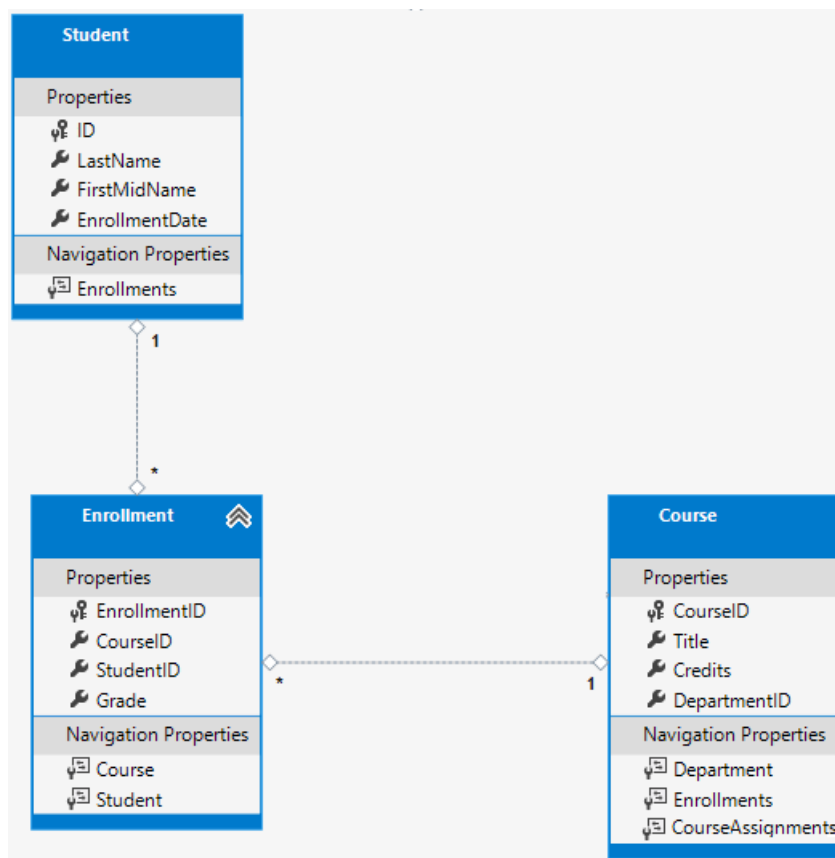 Student
Properties
ID
LastName
FirstMidName
EnrollmentDate
Navigation Properties
Enrollments
1
*
Enrollment
Properties
EnrollmentID
CourseID
StudentID
Grade
Navigation Properties
Course
Student
*
1
Course
Properties
CourseID
Title
Credits
DepartmentID
Navigation Properties
Department
Enrollments
CourseAssignments